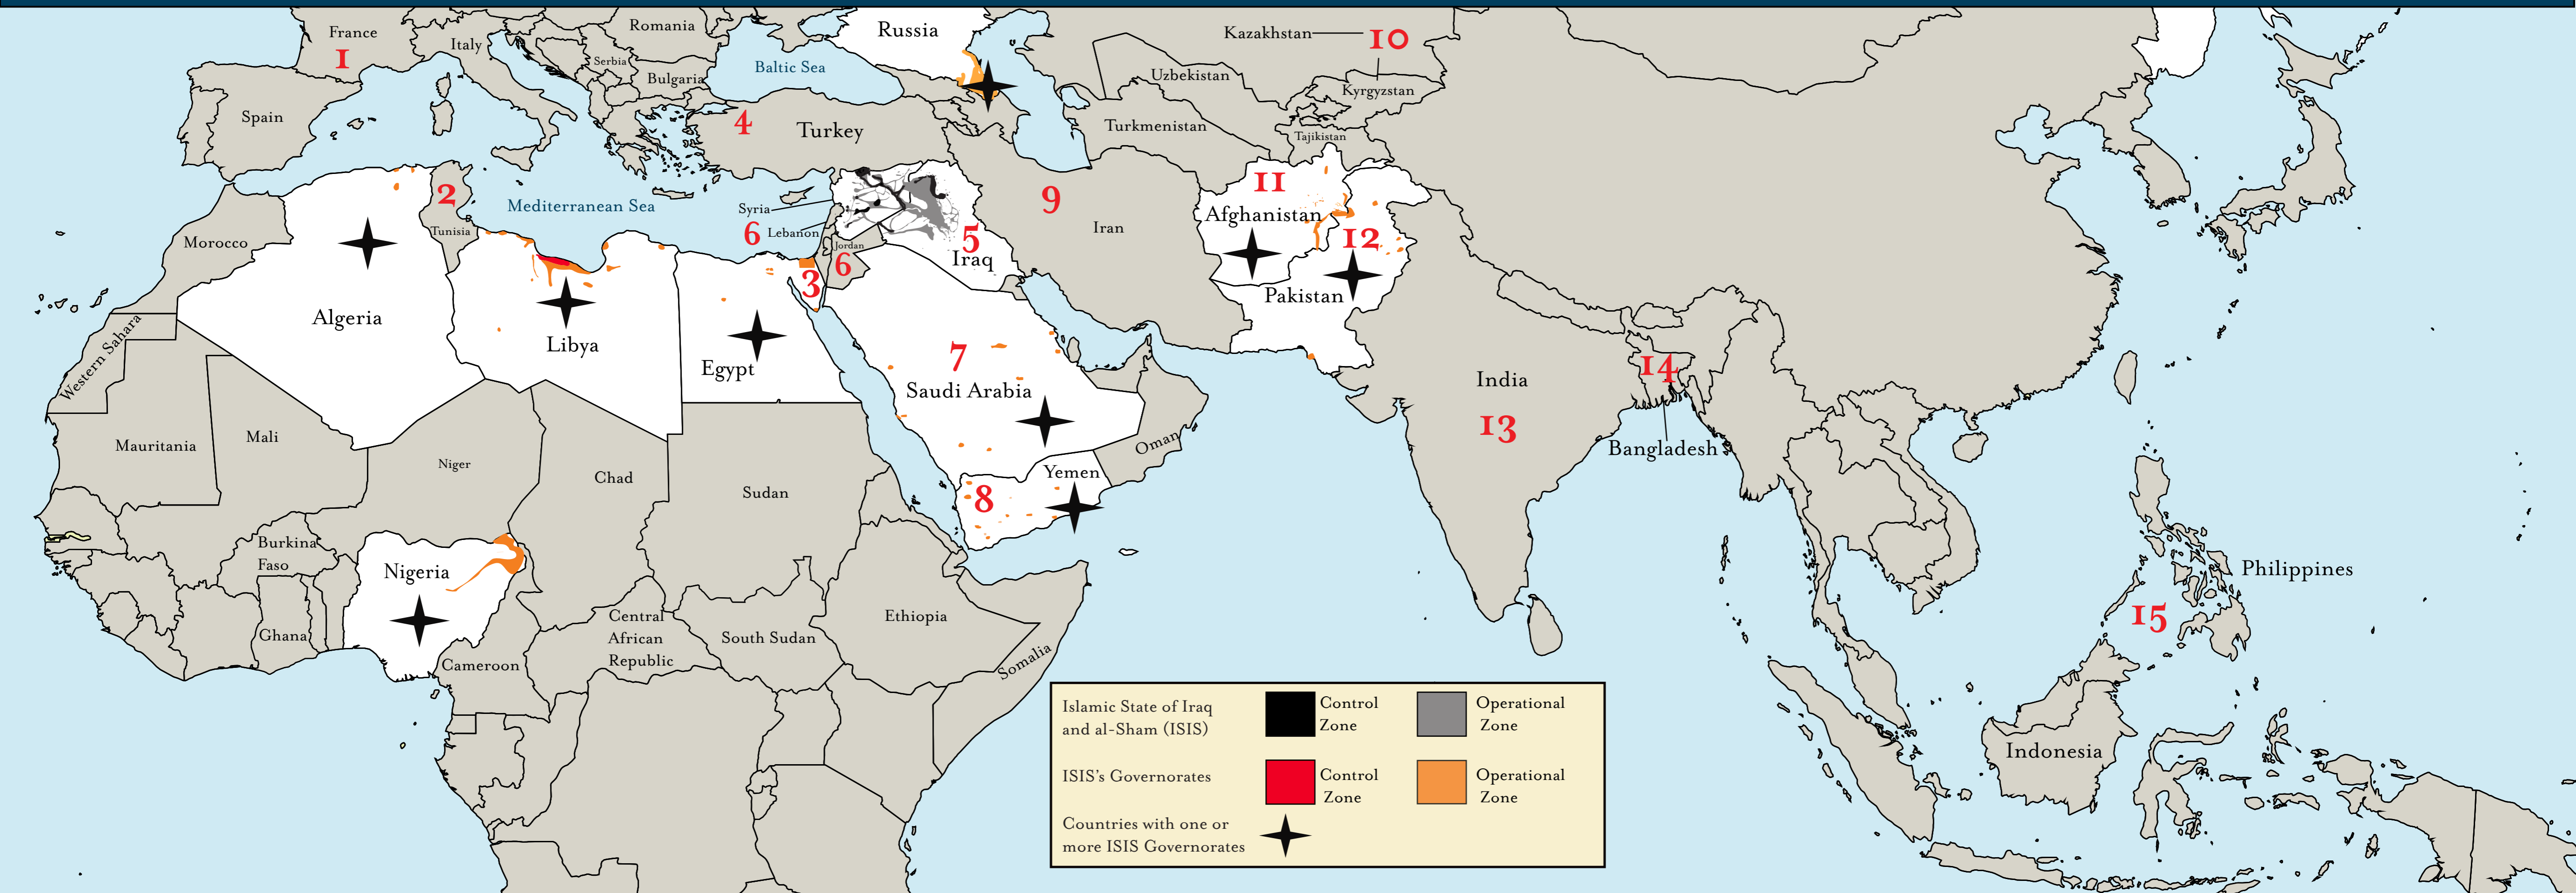 France
1
Italy
Romania
Serbia
Bulgaria
Baltic Sea
Russia
Kazakhstan
10
Uzbekistan
Kyrgyzstan
Turkmenistan
Tajikistan
Spain
4
Turkey
2
Tunisia
Mediterranean Sea
Syria
6
Lebanon
Jordan
6
5
Iraq
9
Iran
11
Afghanistan
12
Pakistan
Morocco
Algeria
Libya
3
Egypt
7
Saudi Arabia
Western Sahara
India
13
14
Bangladesh
Mauritania
Mali
Niger
Chad
Sudan
8
Yemen
Oman
Burkina
Faso
Nigeria
Ghana
Cameroon
Central
African
Republic
South Sudan
Ethiopia
Somalia
Philippines
15
Indonesia
Islamic State of Iraq
and al-Sham (ISIS)
Control
Zone
Operational
Zone
ISIS's Governorates
Control
Zone
Operational
Zone
Countries with one or
more ISIS Governorates